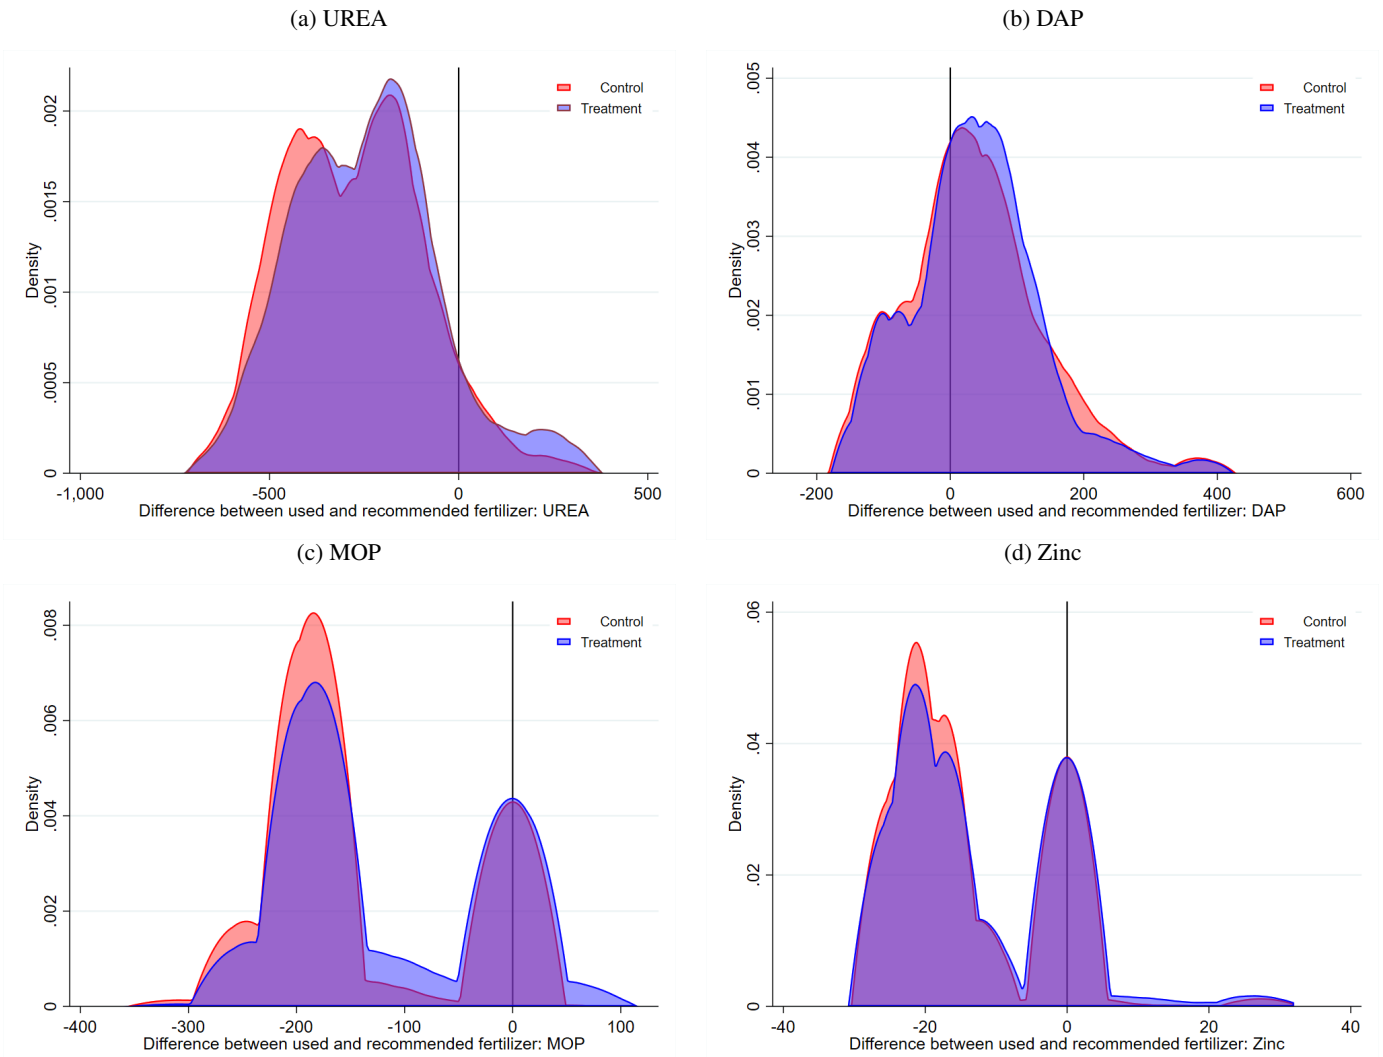 (a) UREA
Control
Treatment
Density
0
.0005
.001
.0015
.002
-1,000
-500
0
500
Difference between used and recommended fertilizer: UREA
(b) DAP
Control
Treatment
Density
0
.001
.002
.003
.004
.005
-200
0
200
400
600
Difference between used and recommended fertilizer: DAP
(c) MOP
Control
Treatment
Density
0
.002
.004
.006
.008
-400
-300
-200
-100
0
100
Difference between used and recommended fertilizer: MOP
(d) Zinc
Control
Treatment
Density
0
.02
.04
.06
-40
-20
0
20
40
Difference between used and recommended fertilizer: Zinc